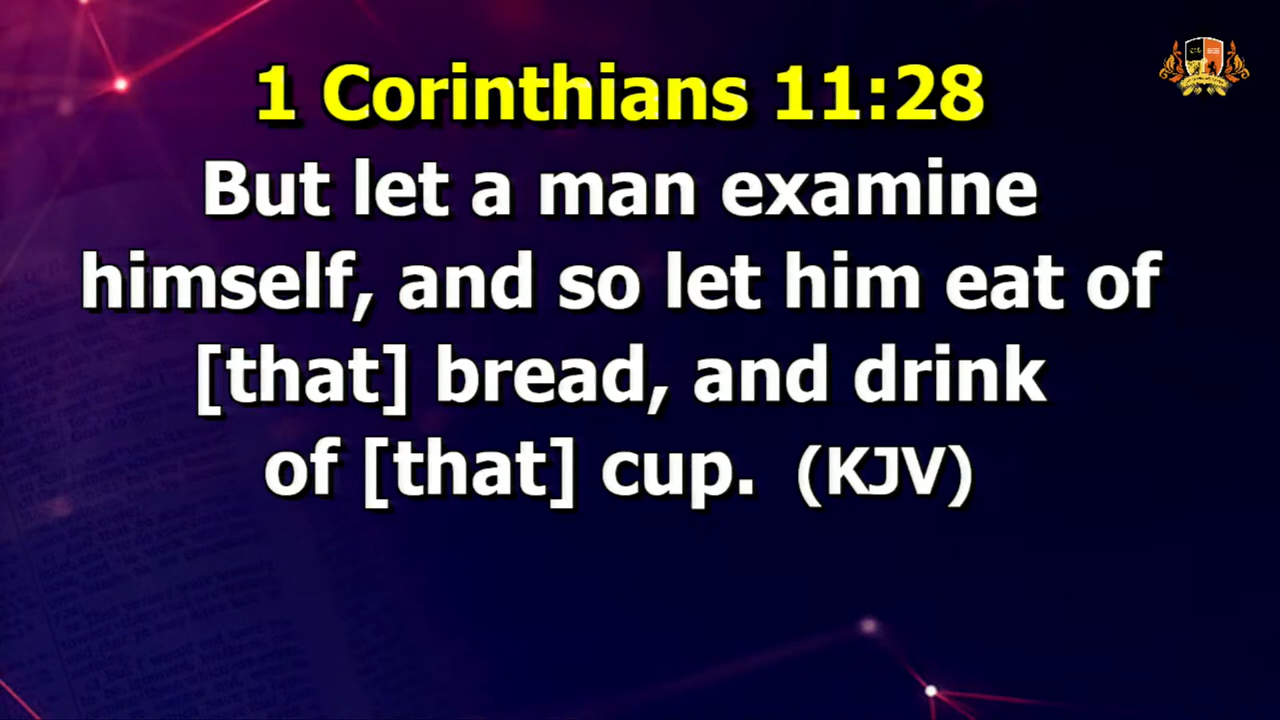 1 Corinthians 11:28
But let a man examine
himself, and so let him eat of
[that] bread, and drink
of [that] cup. (KJV)